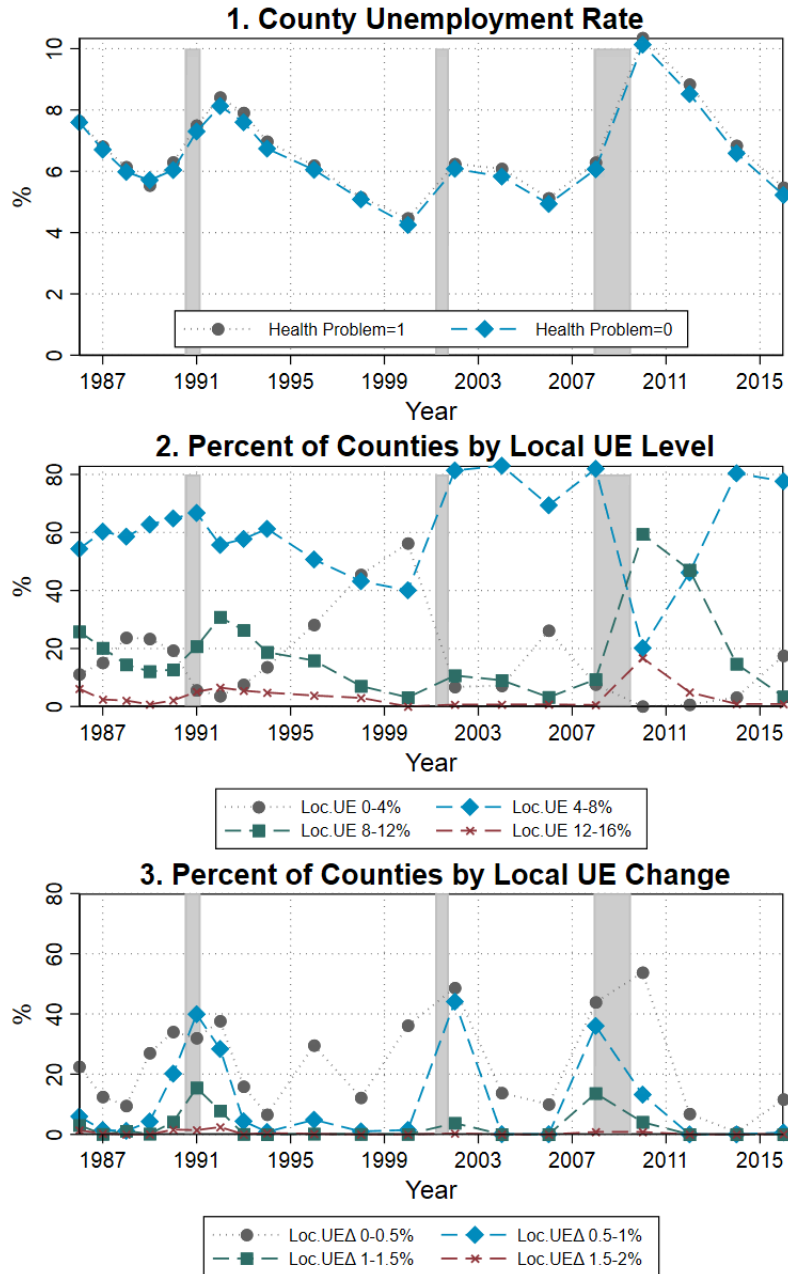 1. County Unemployment Rate
10
8
6
4
2
0
%
1987 1991 1995 1999 2003 2007 2011 2015
Year
Health Problem=1 Health Problem=0
2. Percent of Counties by Local UE Level
80
60
40
20
0
%
1987 1991 1995 1999 2003 2007 2011 2015
Year
Loc.UE 0-4% Loc.UE 4-8%
Loc.UE 8-12% Loc.UE 12-16%
3. Percent of Counties by Local UE Change
80
60
40
20
0
%
1987 1991 1995 1999 2003 2007 2011 2015
Year
Loc.UEΔ 0-0.5% Loc.UEΔ 0.5-1%
Loc.UEΔ 1-1.5% Loc.UEΔ 1.5-2%